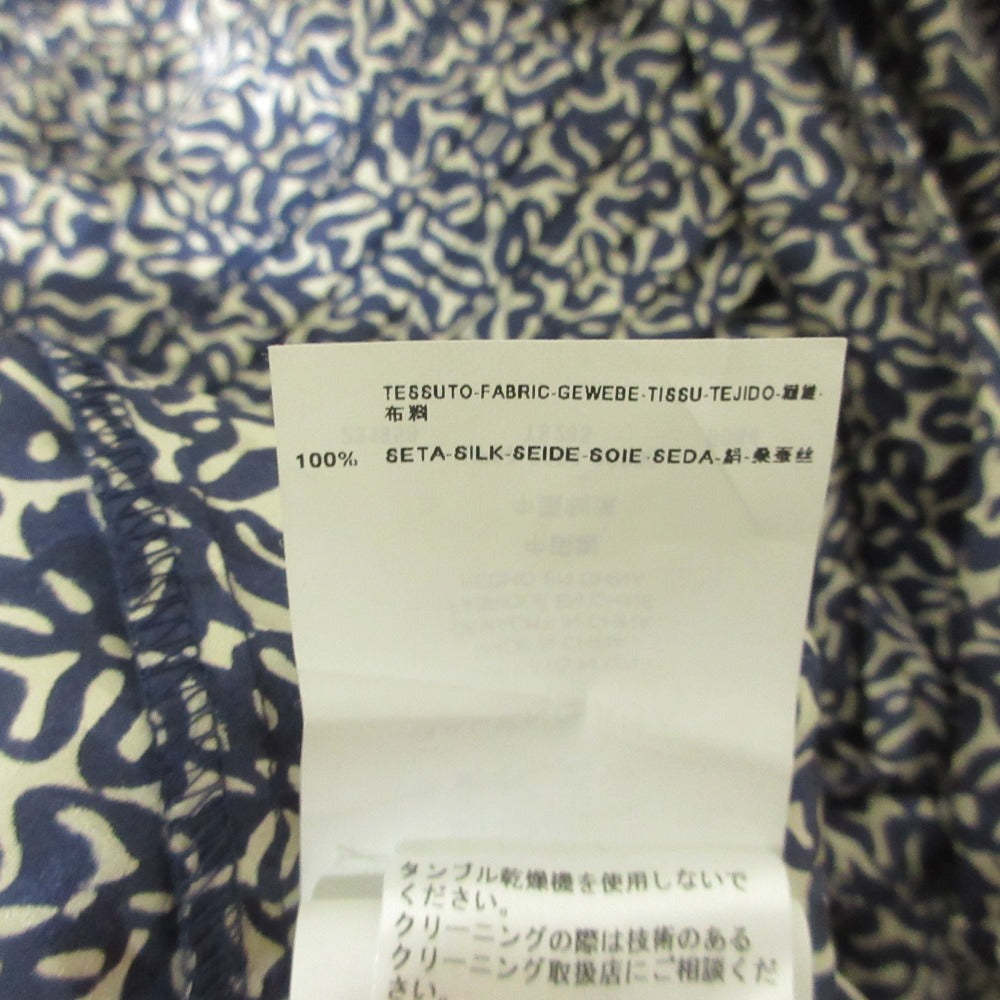 TESSUTO-FABRIC-GEWEBE-TISSU-TEJIDO-
布料
100% SETA-SILK-SEIDE-SOIE-SEDA-絹-桑蚕丝
タンブル乾燥機を使用しないで
ください。
クリーニングの際は技術のある
クリーニング取扱店にご相談くだ
さい。